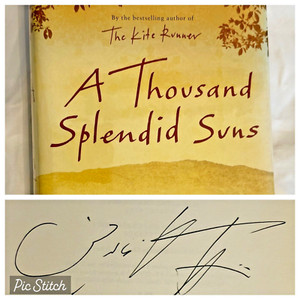 By the bestselling author of
The Kite Runner
A Thousand
Splendid Suns
Pic Stitch